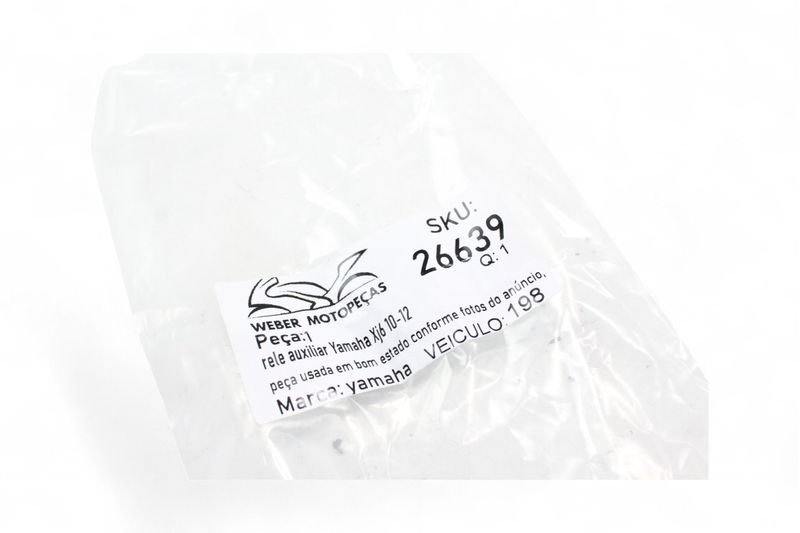 SKU:
26639
Q: 1
WEBER MOTOPEÇAS
Peça:1
rele auxiliar Yamaha Xj6 10-12
peça usada em bom estado conforme fotos do anúncio,
Marca: yamaha VEICULO: 198